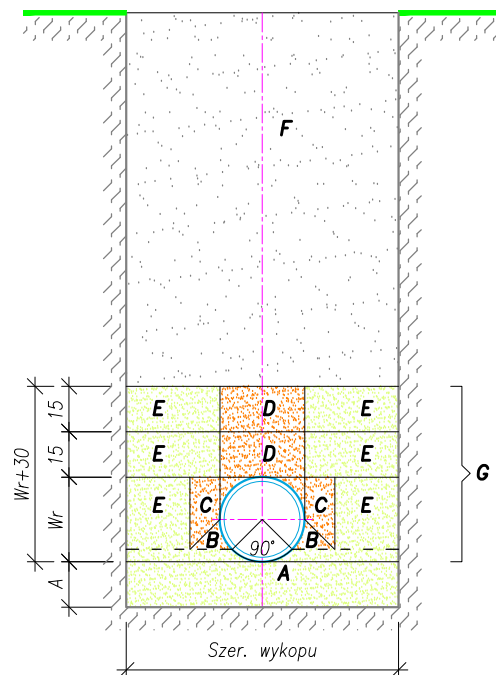 F
E D E
E D E
E C C E
B 90° B
A
G
15
15
Wr
Wr+30
A
Szer. wykopu